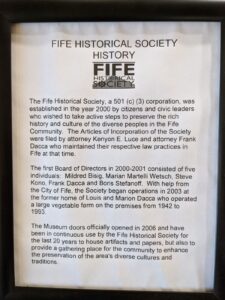 FIFE HISTORICAL SOCIETY
HISTORY
FIFE
HISTORICAL
SOCIETY
The Fife Historical Society, a 501 (c) (3) corporation, was
established in the year 2000 by citizens and civic leaders
who wished to take active steps to preserve the rich
history and culture of the diverse peoples in the Fife
Community. The Articles of Incorporation of the Society
were filed by attorney Karyon E. Luce and attorney Frank
Dacca who maintained their respective law practices in
Fife at that time.
The first Board of Directors in 2000-2001 consisted of five
individuals: Mildred Bisig, Marian Martelli Wetsch, Steve
Kono, Frank Dacca and Bons Stefanoff. With help from
the City of Fife, the Society began operations in 2003 at
the former home of Louis and Marion Dacca who operated
a large vegetable form on the premises from 1942 to
1993.
The Museum doors officially opened in 2006 and have
been in continuous use by the Fife Historical Society for
the last 20 years to house artifacts and papers, but also to
provide a gathering place for the community to enhance
the preservation of the area's diverse cultures and
traditions.